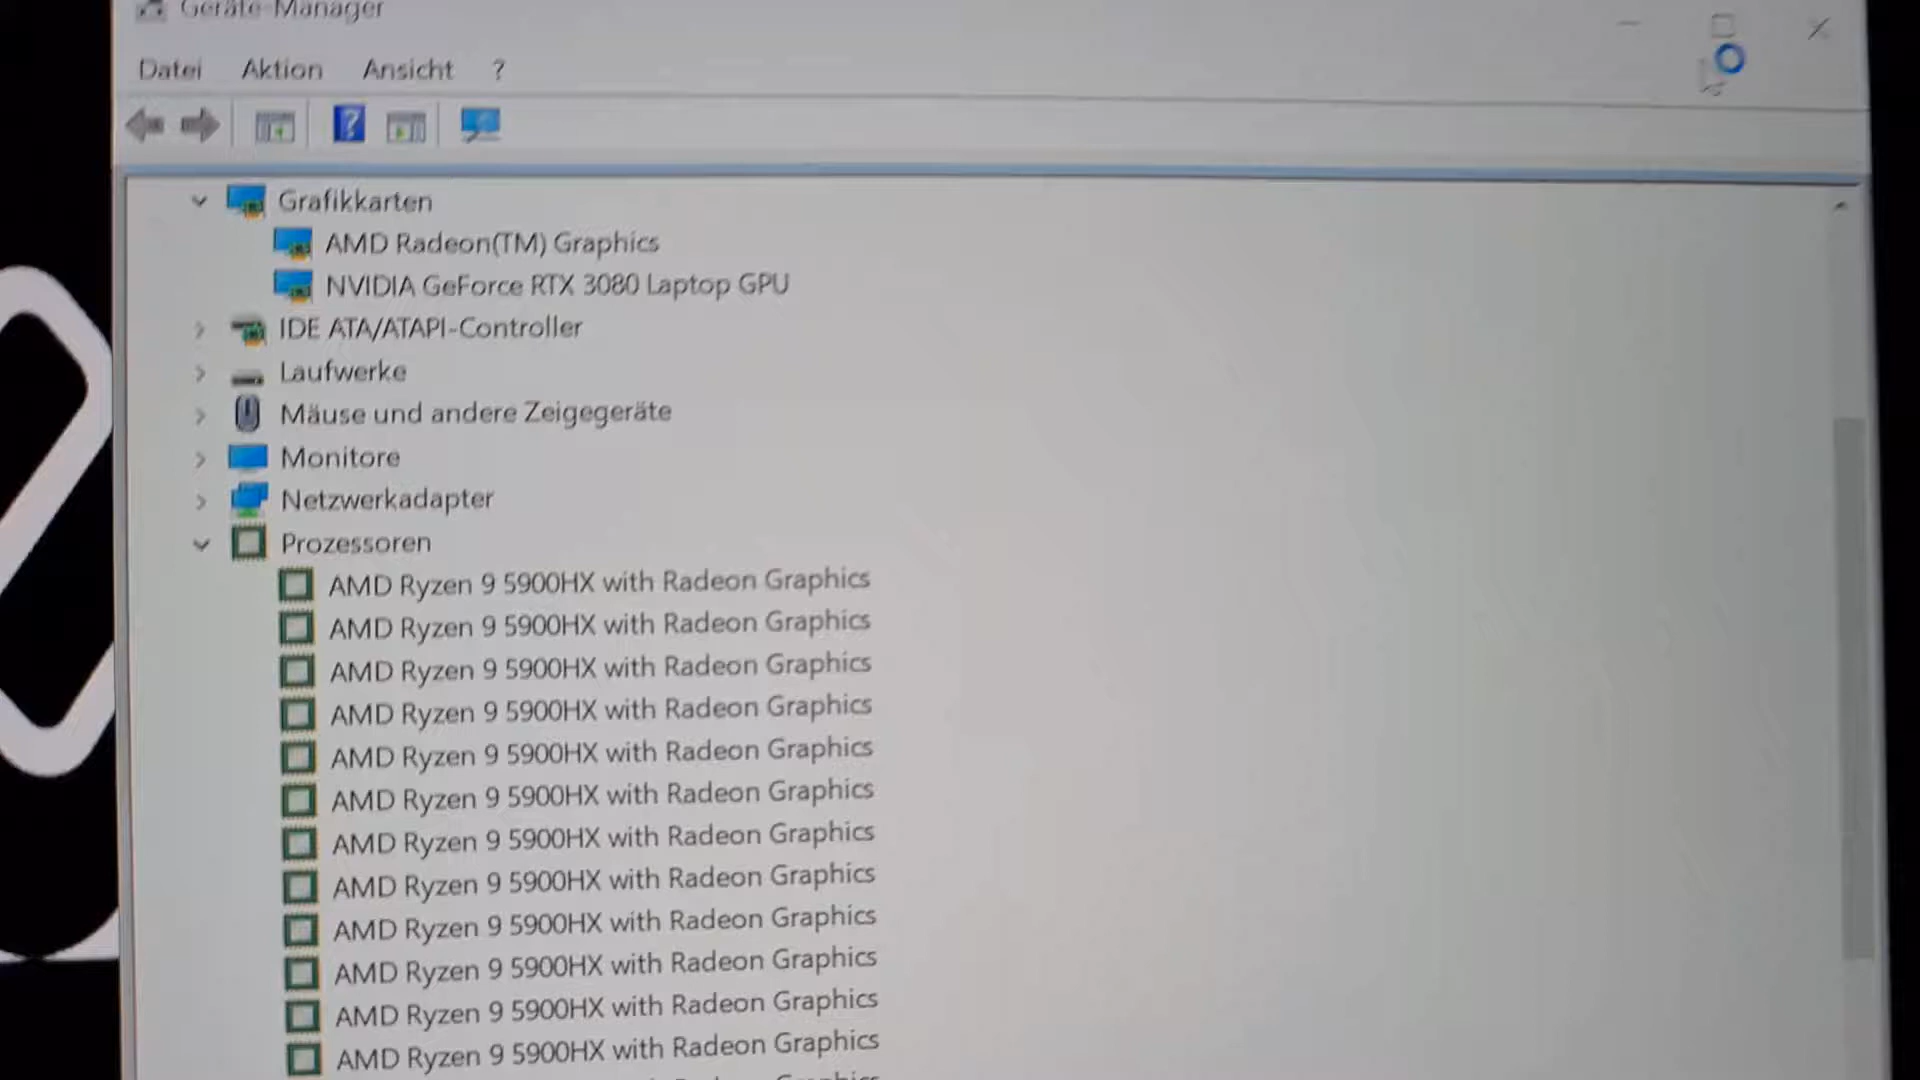 Geräte-Manager
Datei Aktion Ansicht ?
Grafikkarten
AMD Radeon(TM) Graphics
NVIDIA GeForce RTX 3080 Laptop GPU
IDE ATA/ATAPI-Controller
Laufwerke
Mäuse und andere Zeigegeräte
Monitore
Netzwerkadapter
Prozessoren
AMD Ryzen 9 5900HX with Radeon Graphics
AMD Ryzen 9 5900HX with Radeon Graphics
AMD Ryzen 9 5900HX with Radeon Graphics
AMD Ryzen 9 5900HX with Radeon Graphics
AMD Ryzen 9 5900HX with Radeon Graphics
AMD Ryzen 9 5900HX with Radeon Graphics
AMD Ryzen 9 5900HX with Radeon Graphics
AMD Ryzen 9 5900HX with Radeon Graphics
AMD Ryzen 9 5900HX with Radeon Graphics
AMD Ryzen 9 5900HX with Radeon Graphics
AMD Ryzen 9 5900HX with Radeon Graphics
AMD Ryzen 9 5900HX with Radeon Graphics